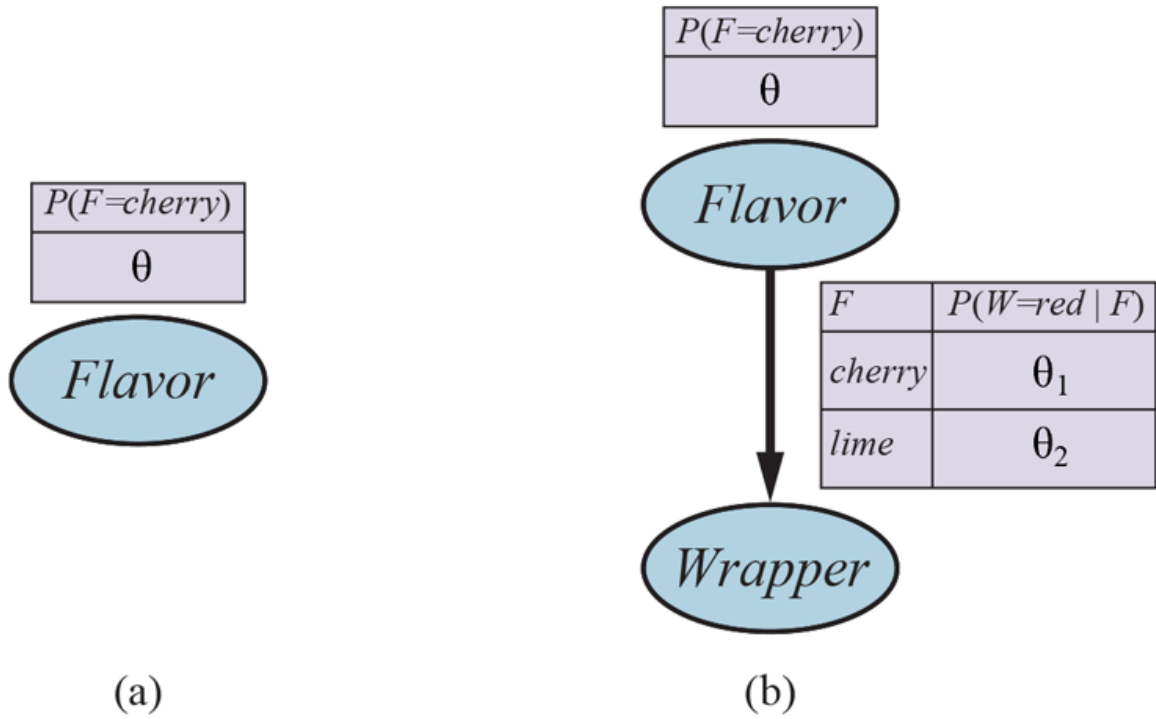 P(F=cherry)
θ
Flavor
(a)
P(F=cherry)
θ
Flavor
F P(W=red | F)
cherry θ₁
lime θ₂
Wrapper
(b)